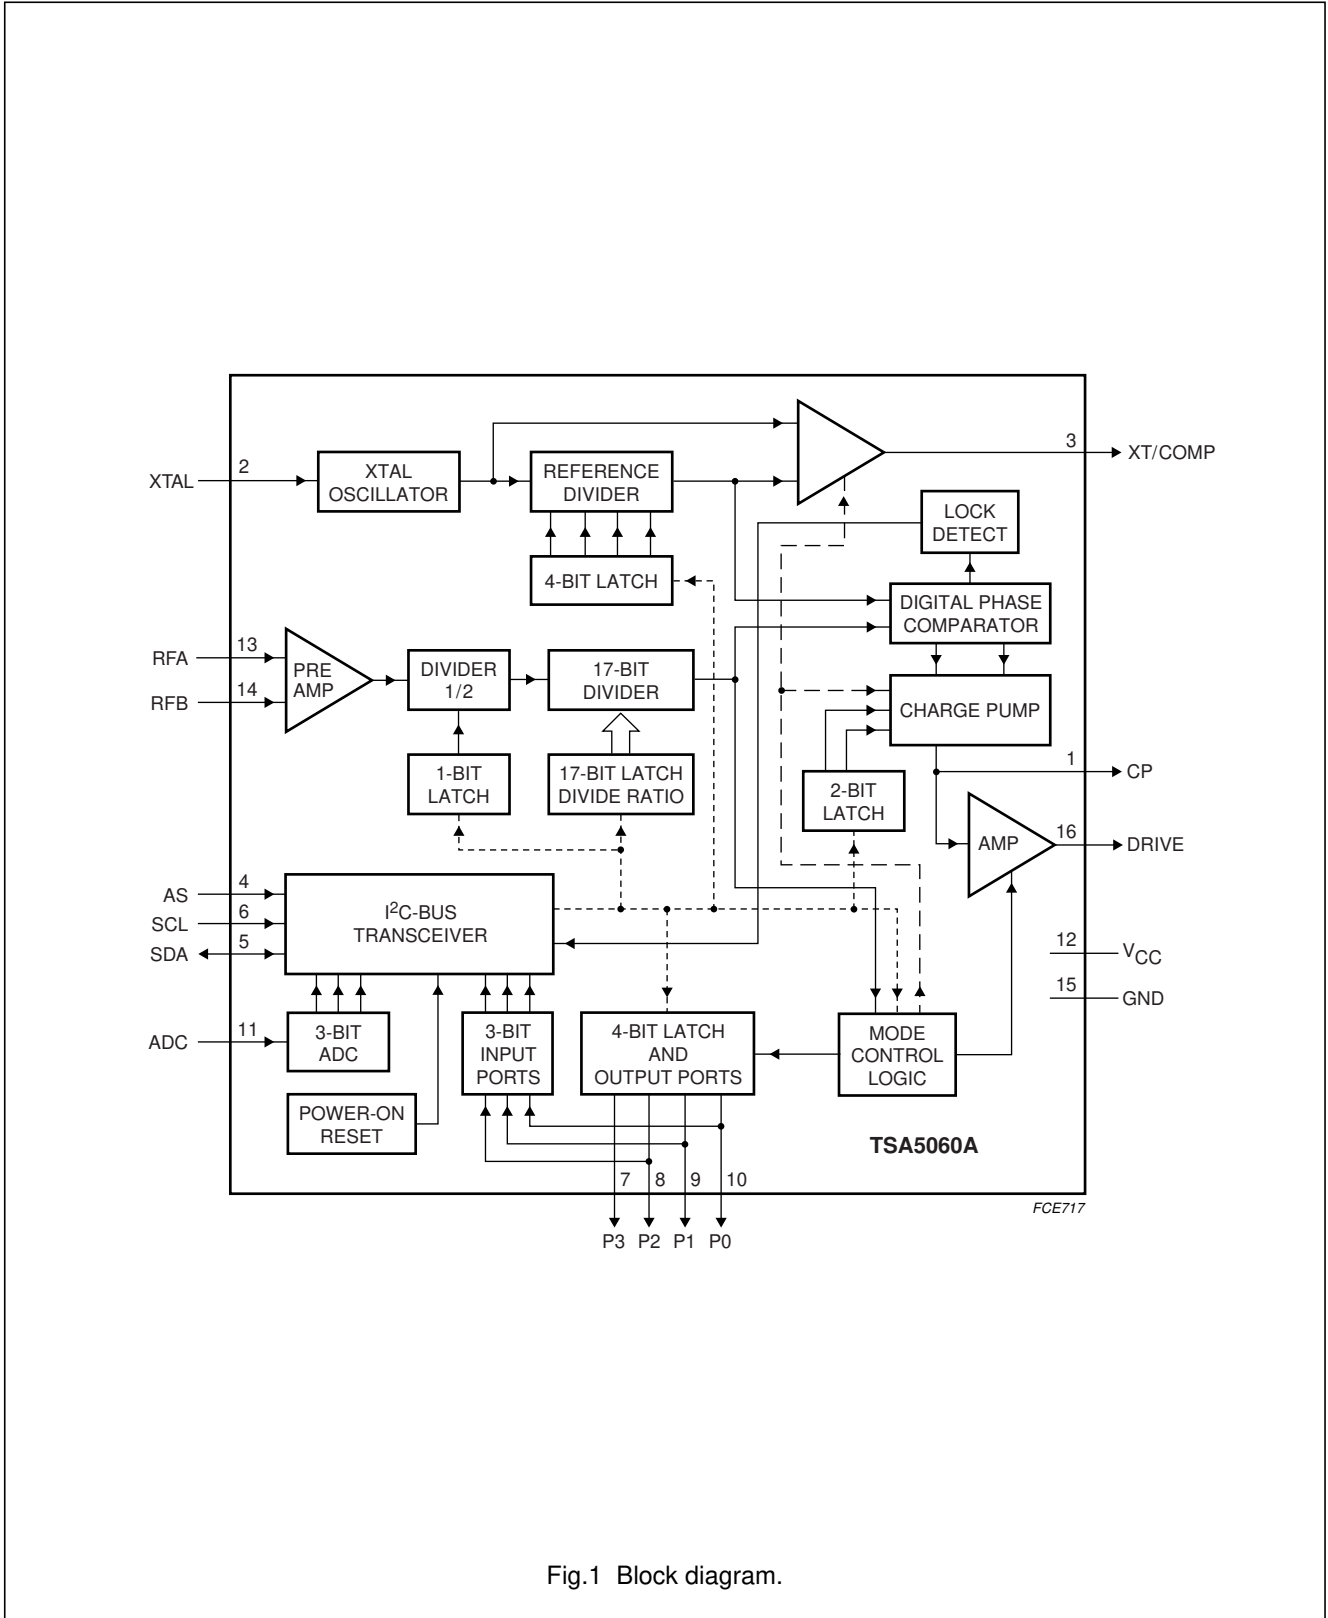 3
XT/COMP
2
XTAL
XTAL
OSCILLATOR
REFERENCE
DIVIDER
LOCK
DETECT
4-BIT LATCH
DIGITAL PHASE
COMPARATOR
13
RFA
14
RFB
PRE
AMP
DIVIDER
1/2
17-BIT
DIVIDER
CHARGE PUMP
1
CP
1-BIT
LATCH
17-BIT LATCH
DIVIDE RATIO
2-BIT
LATCH
AMP
16
DRIVE
4
AS
6
SCL
5
SDA
I2C-BUS
TRANSCEIVER
12
VCC
15
GND
11
ADC
3-BIT
ADC
3-BIT
INPUT
PORTS
4-BIT LATCH
AND
OUTPUT PORTS
MODE
CONTROL
LOGIC
POWER-ON
RESET
TSA5060A
7
8
9
10
FCE717
P3
P2
P1
P0
Fig.1 Block diagram.